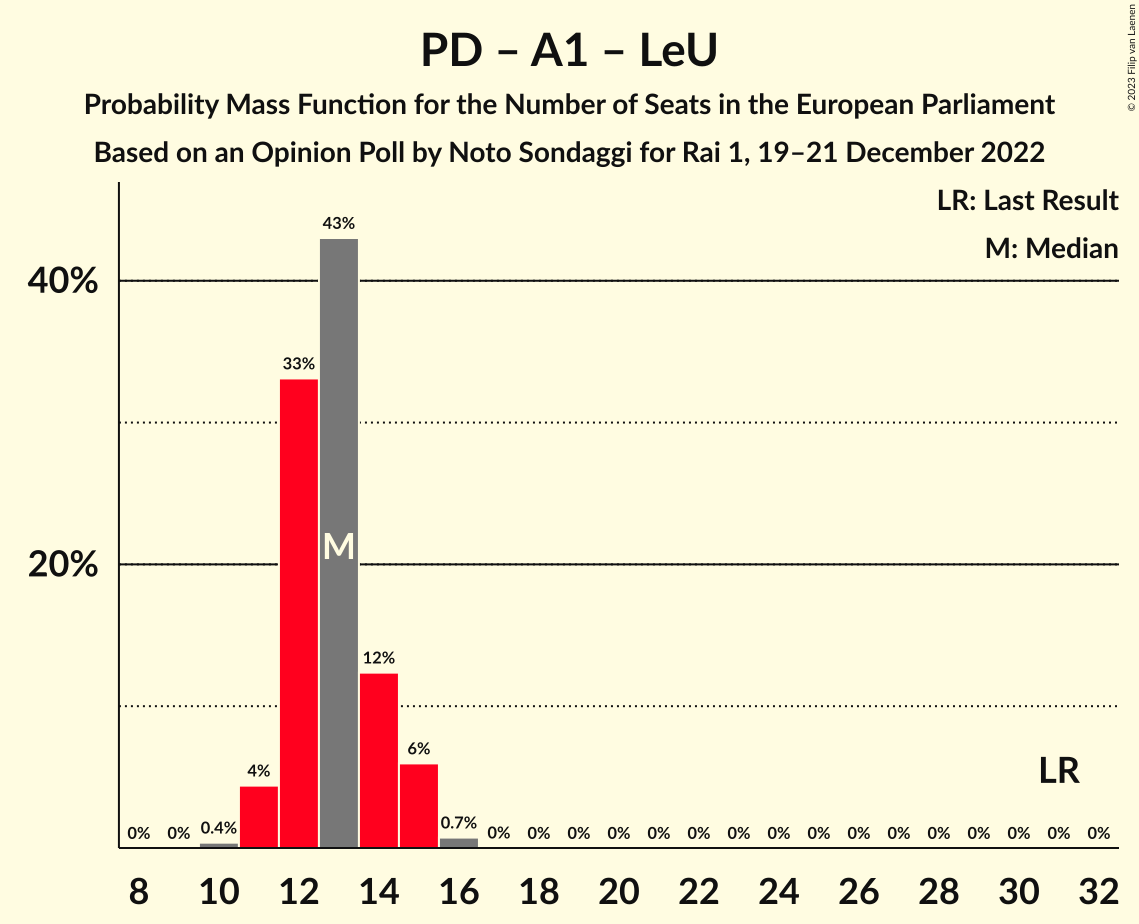 PD – A1 – LeU
Probability Mass Function for the Number of Seats in the European Parliament
Based on an Opinion Poll by Noto Sondaggi for Rai 1, 19–21 December 2022
© 2023 Filip van Laenen
LR: Last Result
M: Median
40%
20%
0% 0% 0.4% 4% 33% 43% 12% 6% 0.7% 0% 0% 0% 0% 0% 0% 0% 0% 0% 0% 0% 0% 0% 0% 0% 0%
M
LR
8 10 12 14 16 18 20 22 24 26 28 30 32